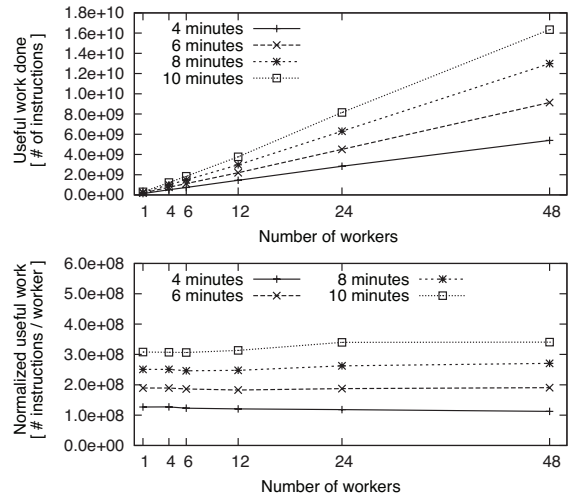 Useful work done
[ # of instructions ]
1.8e+10
1.6e+10
1.4e+10
1.2e+10
1.0e+10
8.0e+09
6.0e+09
4.0e+09
2.0e+09
0.0e+00
4 minutes
6 minutes
8 minutes
10 minutes
1 4 6 12 24 48
Number of workers
Normalized useful work
[ # instructions / worker ]
6.0e+08
5.0e+08
4.0e+08
3.0e+08
2.0e+08
1.0e+08
0.0e+00
4 minutes
6 minutes
8 minutes
10 minutes
1 4 6 12 24 48
Number of workers